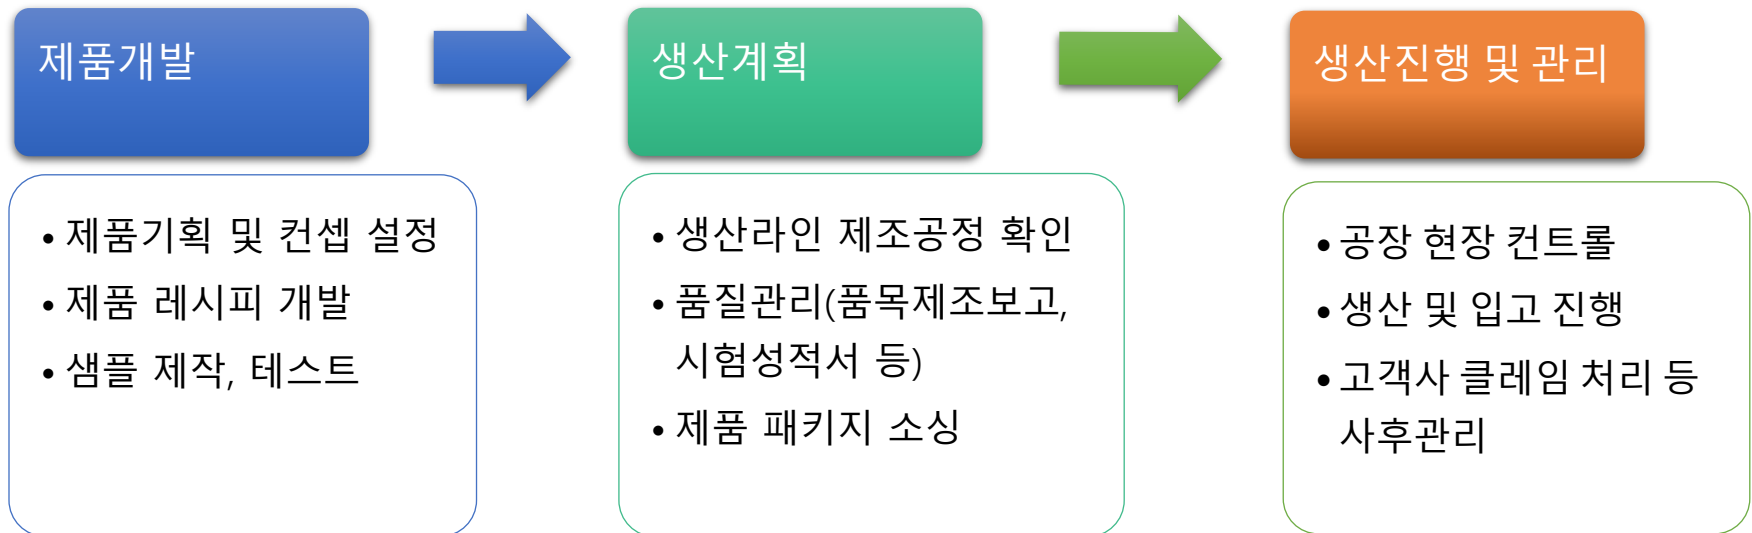 제품개발
• 제품기획 및 컨셉 설정
• 제품 레시피 개발
• 샘플 제작, 테스트
생산계획
• 생산라인 제조공정 확인
• 품질관리(품목제조보고,
시험성적서 등)
• 제품 패키지 소싱
생산진행 및 관리
• 공장 현장 컨트롤
• 생산 및 입고 진행
• 고객사 클레임 처리 등
사후관리